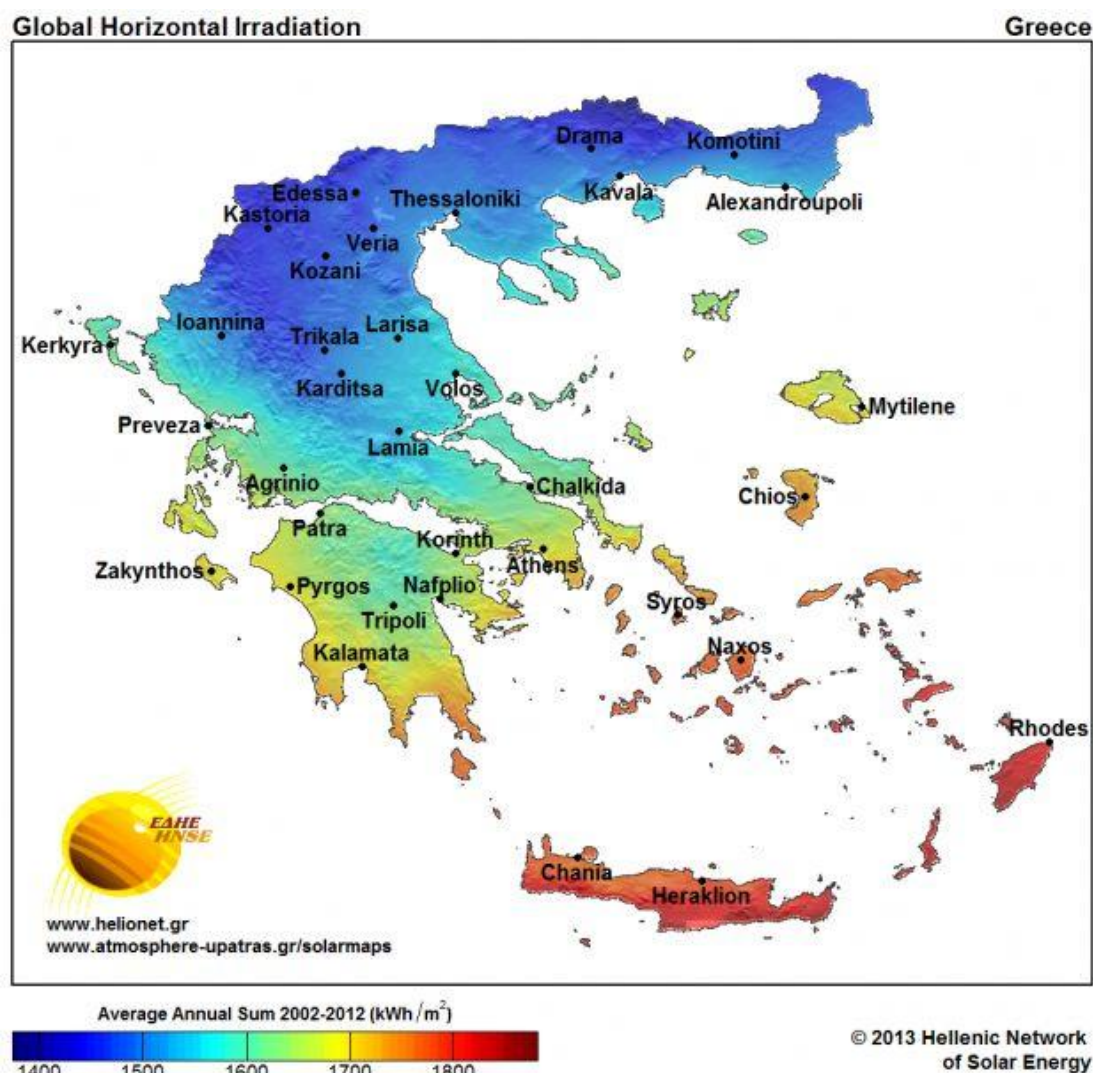 Global Horizontal Irradiation
Greece
Drama
Komotini
Edessa
Thessaloniki
Kavala
Alexandroupoli
Kastoria
Veria
Kozani
Ioannina
Trikala
Larisa
Kerkyra
Karditsa
Volos
Mytilene
Preveza
Lamia
Agrinio
Chalkida
Chios
Patra
Korinth
Athens
Zakynthos
Pyrgos
Nafplio
Syros
Tripoli
Kalamata
Naxos
Rhodes
ΕΔΗΕ
HNSE
Chania
Heraklion
www.helionet.gr
www.atmosphere-upatras.gr/solarmaps
Average Annual Sum 2002-2012 (kWh/m²)
1400 1500 1600 1700 1800
© 2013 Hellenic Network
of Solar Energy